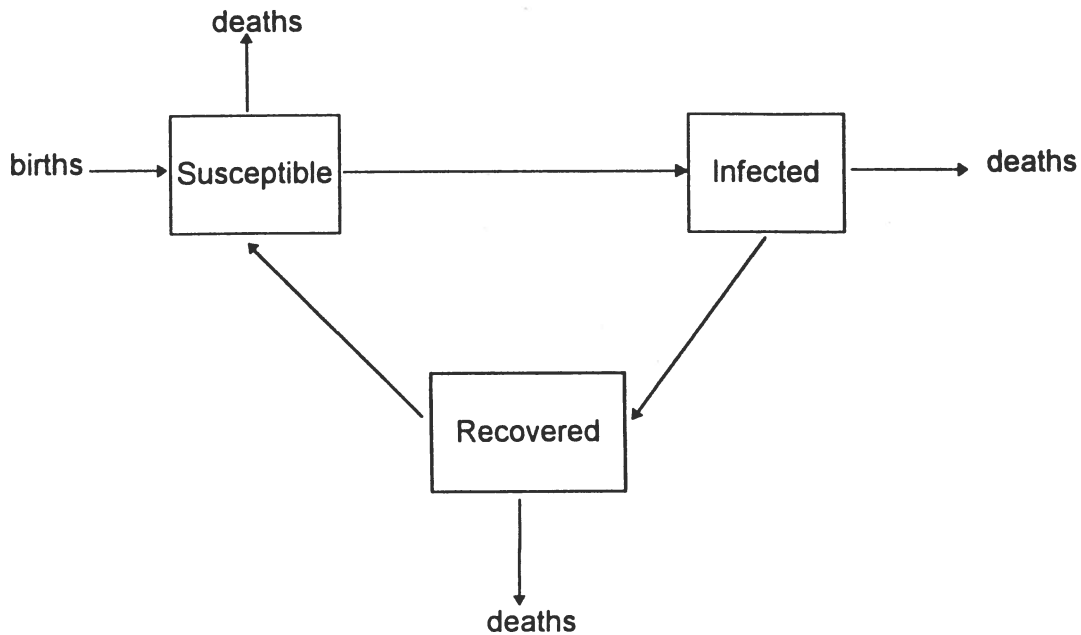 deaths
births
Susceptible
Infected
deaths
Recovered
deaths